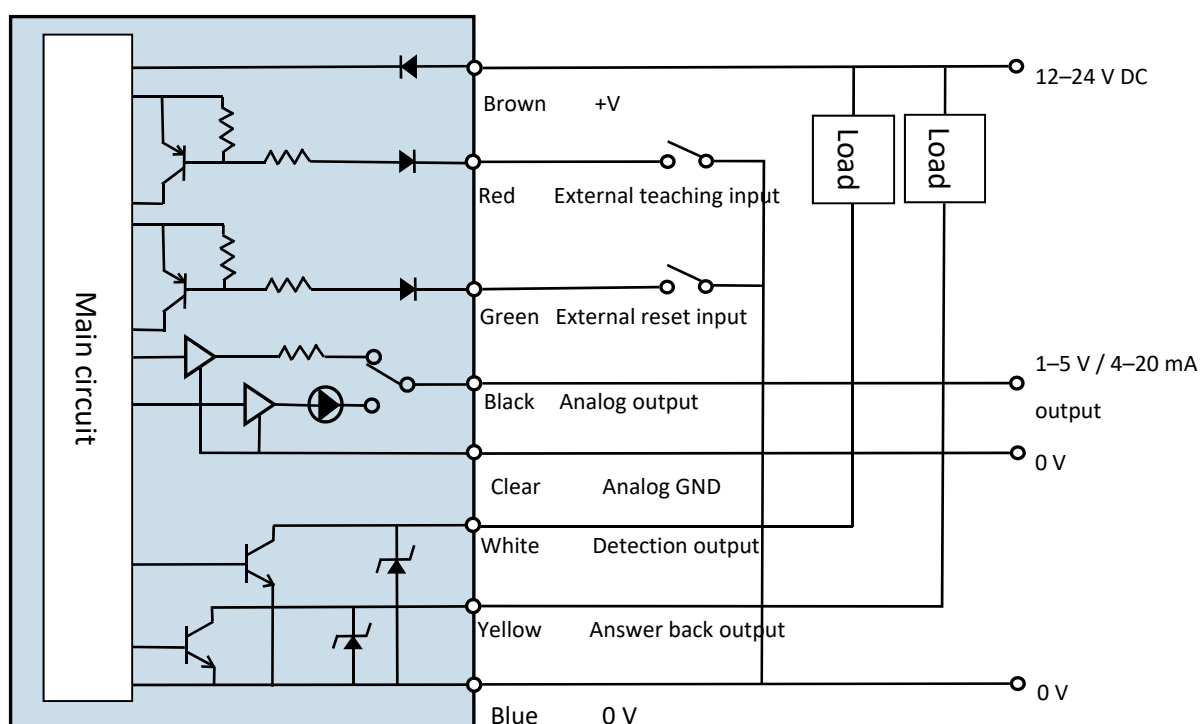 12–24 V DC
Brown +V
Load
Load
Red External teaching input
Main circuit
Green External reset input
1–5 V / 4–20 mA
output
Black Analog output
0 V
Clear Analog GND
White Detection output
Yellow Answer back output
0 V
Blue 0 V